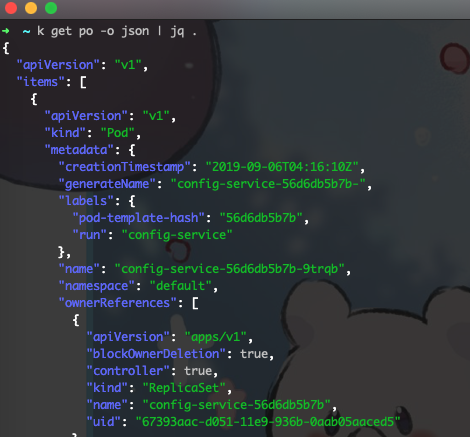 ➜  ~ k get po -o json | jq .
{
  "apiVersion": "v1",
  "items": [
    {
      "apiVersion": "v1",
      "kind": "Pod",
      "metadata": {
        "creationTimestamp": "2019-09-06T04:16:10Z",
        "generateName": "config-service-56d6db5b7b-",
        "labels": {
          "pod-template-hash": "56d6db5b7b",
          "run": "config-service"
        },
        "name": "config-service-56d6db5b7b-9trqb",
        "namespace": "default",
        "ownerReferences": [
          {
            "apiVersion": "apps/v1",
            "blockOwnerDeletion": true,
            "controller": true,
            "kind": "ReplicaSet",
            "name": "config-service-56d6db5b7b",
            "uid": "67393aac-d051-11e9-936b-0aab05aaced5"
          }